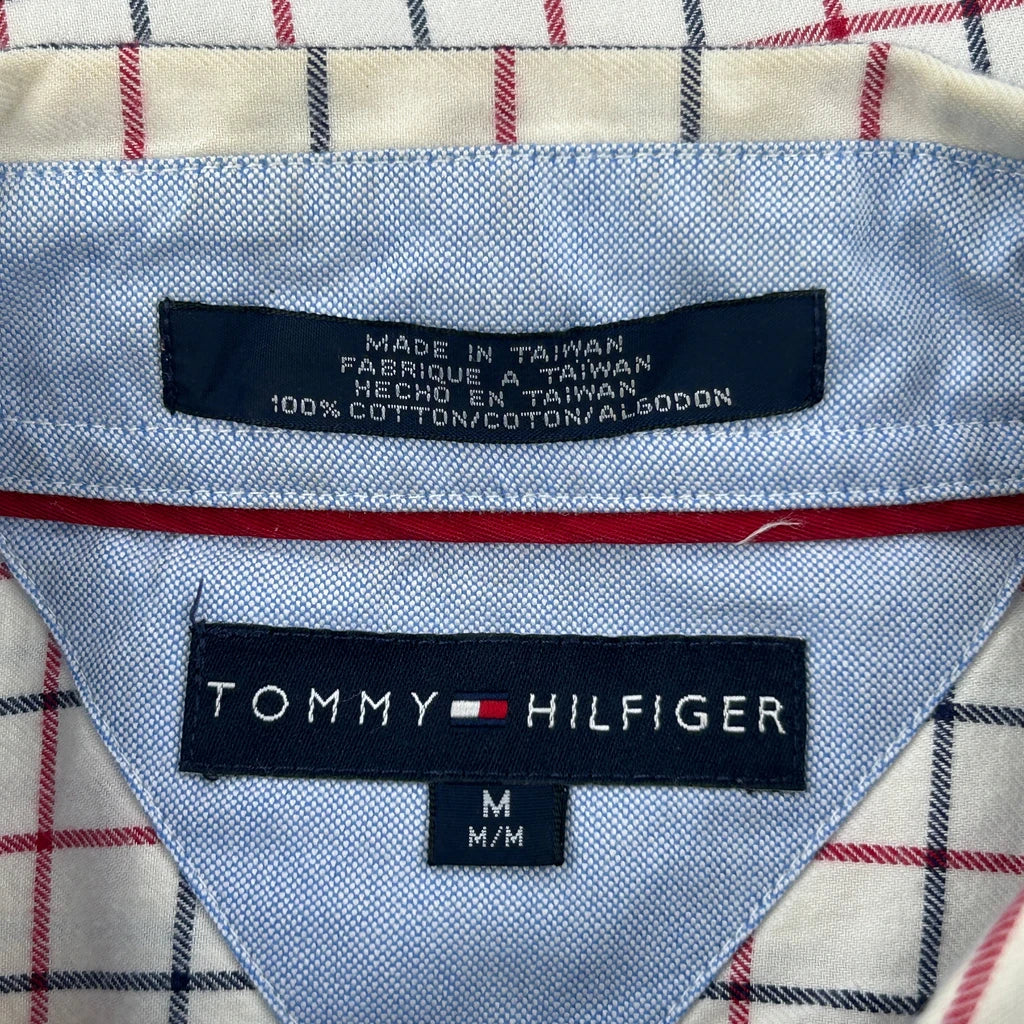 MADE IN TAIWAN
FABRIQUE A TAIWAN
HECHO EN TAIWAN
100% COTTON/COTON/ALGODON
TOMMY HILFIGER
M
M/M